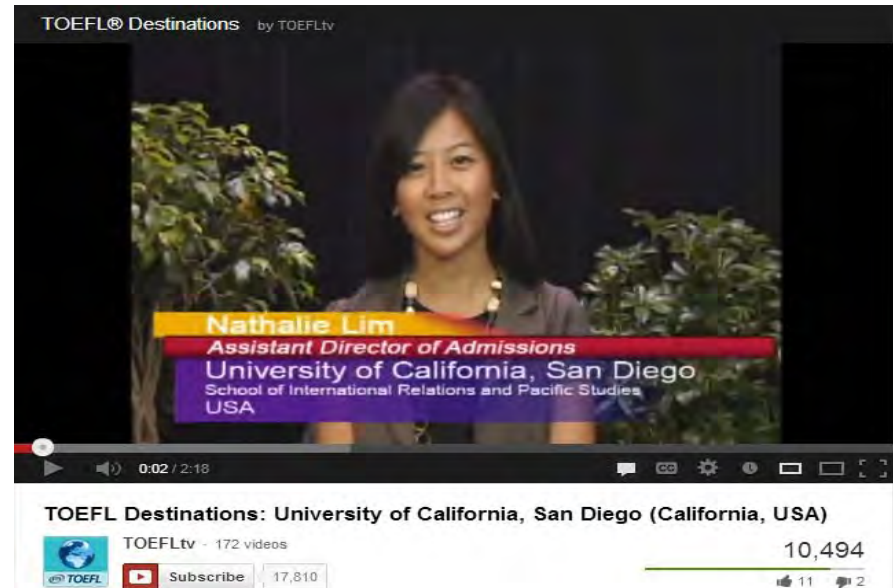 TOEFL® Destinations by TOEFLtv
Nathalie Lim
Assistant Director of Admissions
University of California, San Diego
School of International Relations and Pacific Studies
USA
0:02 / 2:18
CC
TOEFL Destinations: University of California, San Diego (California, USA)
TOEFLtv · 172 videos
10,494
TOEFL
Subscribe 17,810
11 2